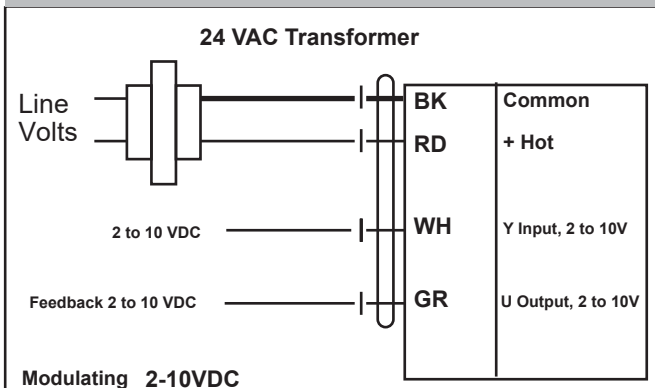 24 VAC Transformer
Line
Volts
BK Common
RD + Hot
2 to 10 VDC WH Y Input, 2 to 10V
Feedback 2 to 10 VDC GR U Output, 2 to 10V
Modulating 2-10VDC